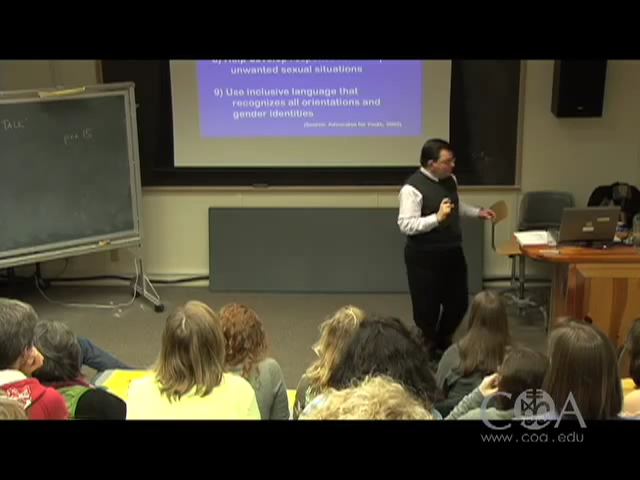 unwanted sexual situations
9) Use inclusive language that
recognizes all orientations and
gender identities
(Source: Advocates for Youth, 2002)
COA
www.coa.edu